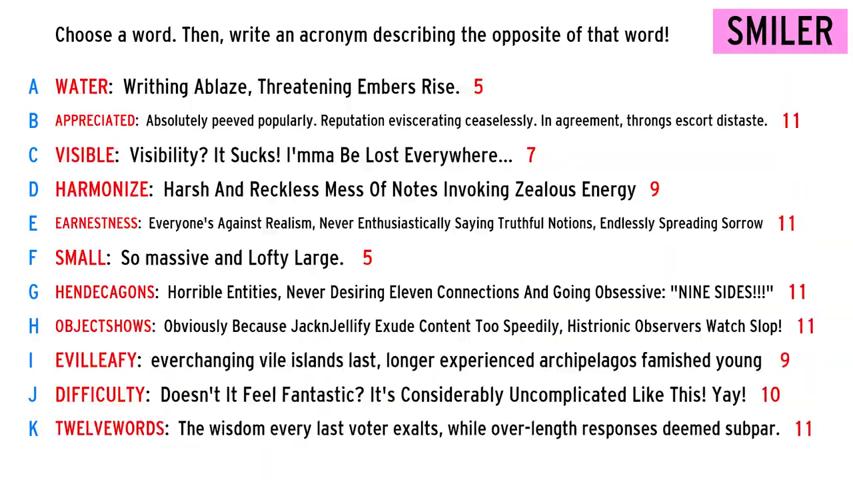 Choose a word. Then, write an acronym describing the opposite of that word!
SMILER
A WATER: Writhing Ablaze, Threatening Embers Rise. 5
B APPRECIATED: Absolutely peeved popularly. Reputation eviscerating ceaselessly. In agreement, throngs escort distaste. 11
C VISIBLE: Visibility? It Sucks! I'mma Be Lost Everywhere... 7
D HARMONIZE: Harsh And Reckless Mess Of Notes Invoking Zealous Energy 9
E EARNESTNESS: Everyone's Against Realism, Never Enthusiastically Saying Truthful Notions, Endlessly Spreading Sorrow 11
F SMALL: So massive and Lofty Large. 5
G HENDECAGONS: Horrible Entities, Never Desiring Eleven Connections And Going Obsessive: "NINE SIDES!!!" 11
H OBJECTSHOWS: Obviously Because JacknJellify Exude Content Too Speedily, Histrionic Observers Watch Slop! 11
I EVILLEAFY: everchanging vile islands last, longer experienced archipelagos famished young 9
J DIFFICULTY: Doesn't It Feel Fantastic? It's Considerably Uncomplicated Like This! Yay! 10
K TWELVEWORDS: The wisdom every last voter exalts, while over-length responses deemed subpar. 11